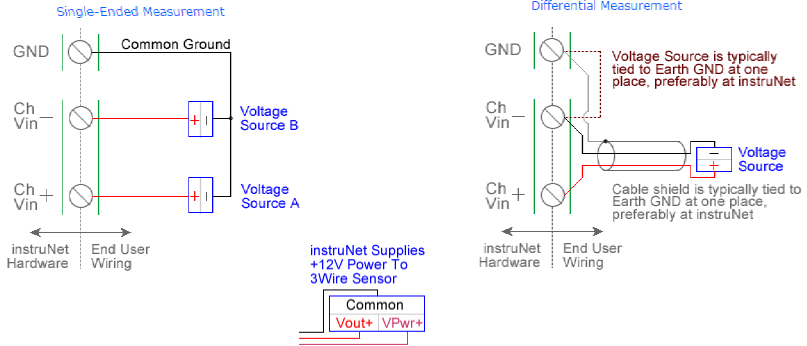 Single-Ended Measurement
GND
Common Ground
Ch
Vin
−
+
−
Voltage
Source B
Ch
Vin
+
+
−
Voltage
Source A
instruNet
Hardware
End User
Wiring
instruNet Supplies
+12V Power To
3Wire Sensor
Common
Vout+
VPwr+
Differential Measurement
GND
Voltage Source is typically
tied to Earth GND at one
place, preferably at instruNet
Ch
Vin
−
−
+
Voltage
Source
Ch
Vin
+
Cable shield is typically tied to
Earth GND at one place,
preferably at instruNet
instruNet
Hardware
End User
Wiring